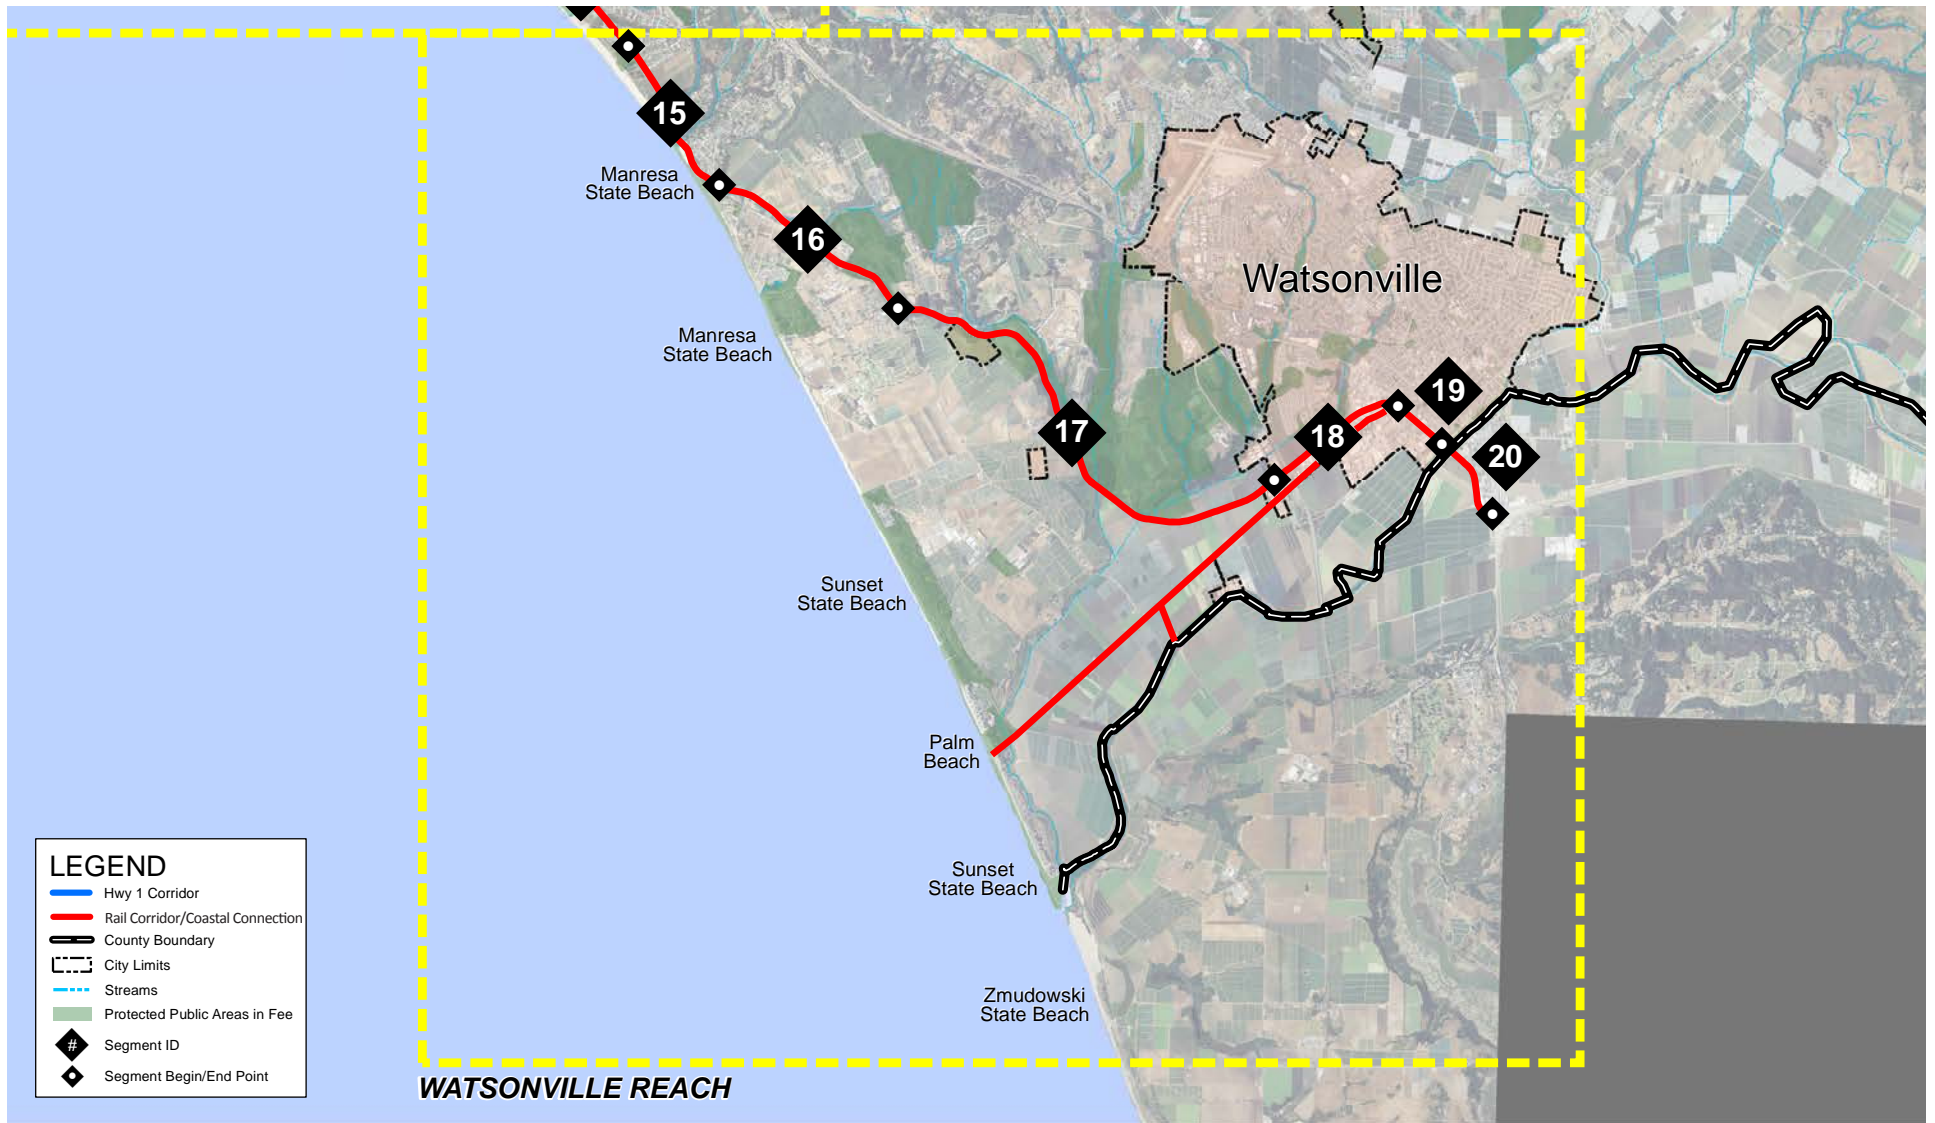 15
Manresa
State Beach
16
Watsonville
Manresa
State Beach
19
17
18
20
Sunset
State Beach
Palm
Beach
Sunset
State Beach
Zmudowski
State Beach
LEGEND
Hwy 1 Corridor
Rail Corridor/Coastal Connection
County Boundary
City Limits
Streams
Protected Public Areas in Fee
# Segment ID
Segment Begin/End Point
WATSONVILLE REACH